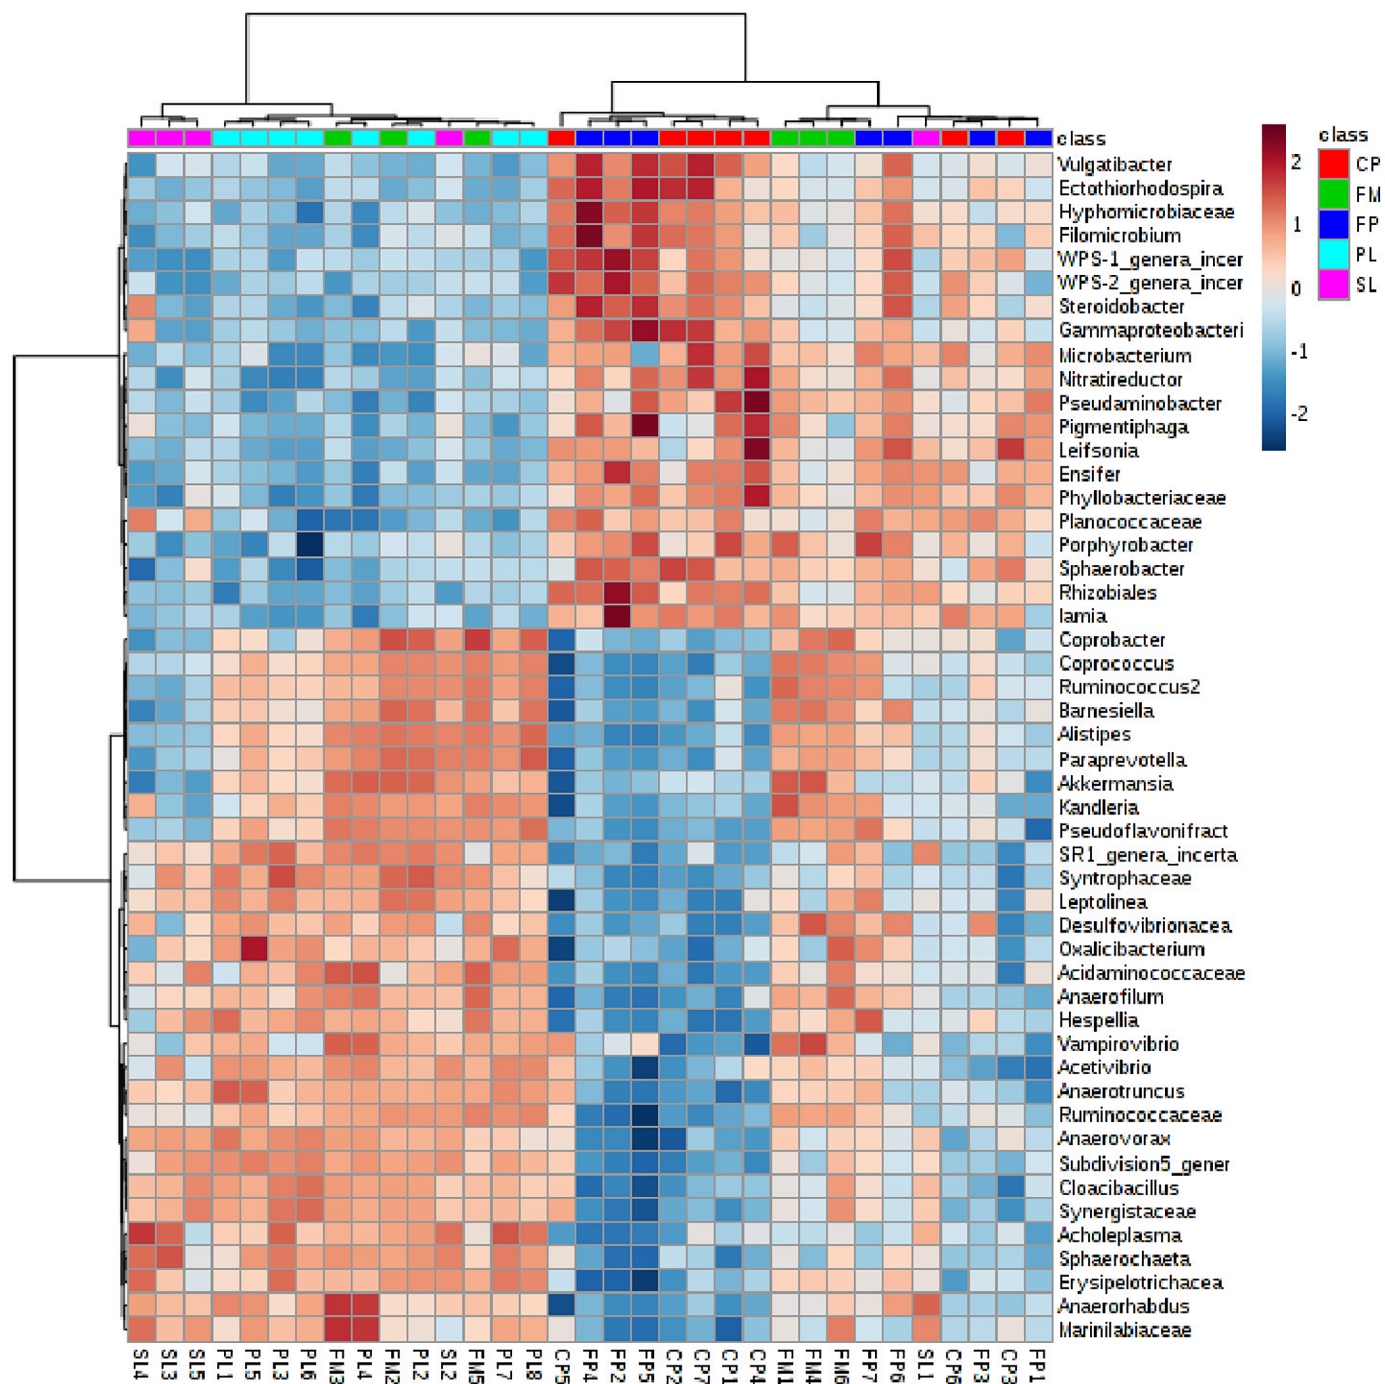 class
Vulgatibacter
Ectothiorhodospira
Hyphomicrobiaceae
Filomicrobium
WPS-1_genera_incer
WPS-2_genera_incer
Steroidobacter
Gammaproteobacteri
Microbacterium
Nitratireductor
Pseudaminobacter
Pigmentiphaga
Leifsonia
Ensifer
Phyllobacteriaceae
Planococcaceae
Porphyrobacter
Sphaerobacter
Rhizobiales
Iamia
Coprobacter
Coprococcus
Ruminococcus2
Barnesiella
Alistipes
Paraprevotella
Akkermansia
Kandleria
Pseudoflavonifract
SR1_genera_incerta
Syntrophaceae
Leptolinea
Desulfovibrionacea
Oxalicibacterium
Acidaminococcaceae
Anaerofilum
Hespellia
Vampirovibrio
Acetivibrio
Anaerotruncus
Ruminococcaceae
Anaerovorax
Subdivision5_gener
Cloacibacillus
Synergistaceae
Acholeplasma
Sphaerochaeta
Erysipelotrichacea
Anaerorhabdus
Marinilabiaceae
SL4 SL3 SL5 PL1 PL5 PL3 PL6 FM3 PL4 FM2 PL2 SL2 FM5 PL7 PL8 CP5 FP4 FP2 FP5 CP2 CP7 CP1 CP4 FM1 FM4 FM6 FP7 FP6 SL1 CP6 FP3 CP3 FP1
2
1
0
-1
-2
class
CP
FM
FP
PL
SL